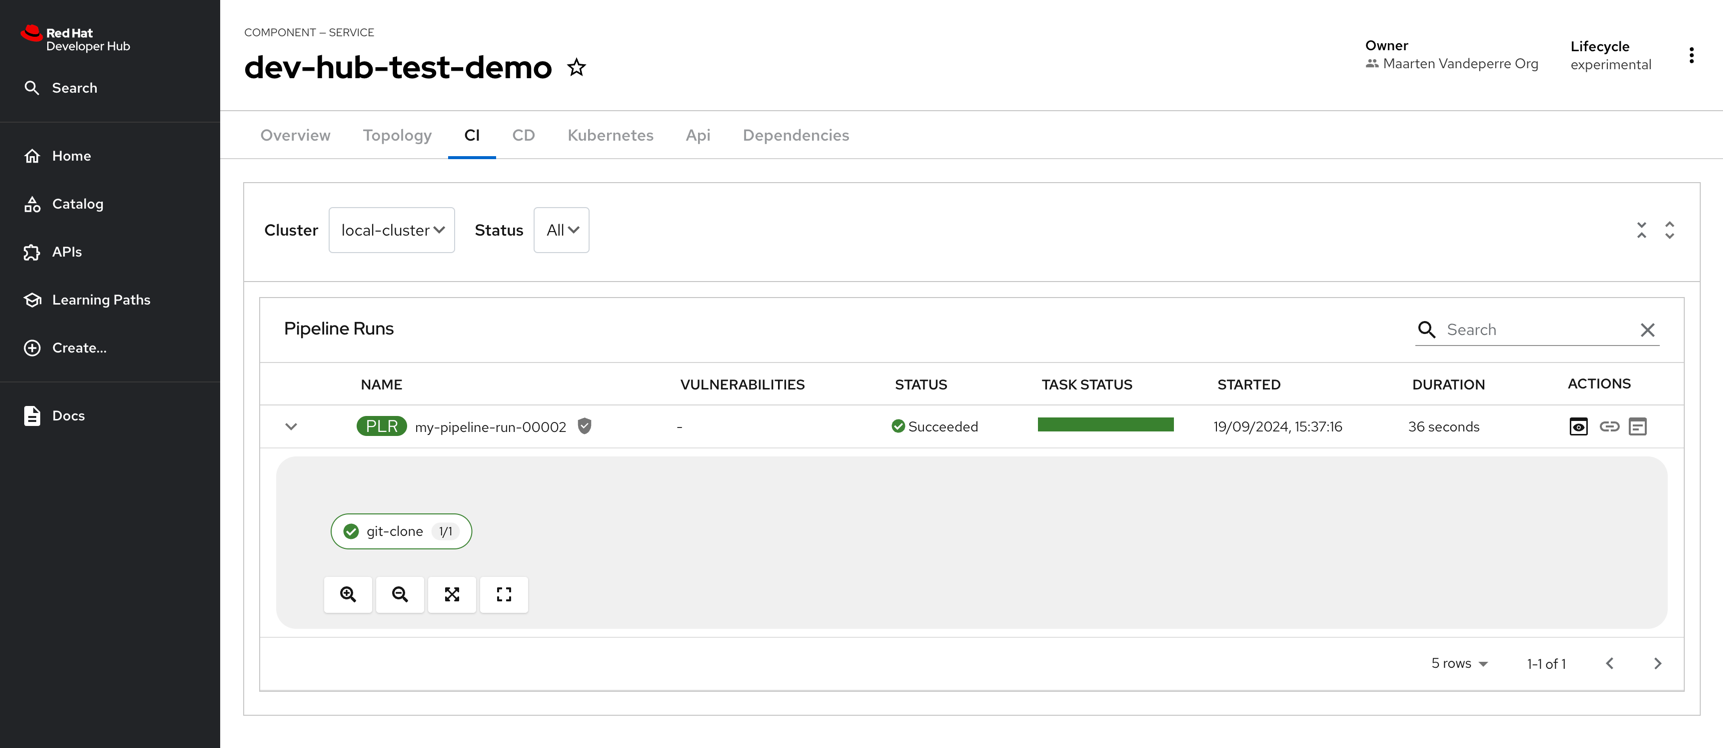 Red Hat
Developer Hub
Search
Home
Catalog
APIs
Learning Paths
Create...
Docs
COMPONENT — SERVICE
dev-hub-test-demo
Owner
Maarten Vandeperre Org
Lifecycle
experimental
Overview Topology CI CD Kubernetes Api Dependencies
Cluster local-cluster Status All
Pipeline Runs
Search
NAME VULNERABILITIES STATUS TASK STATUS STARTED DURATION ACTIONS
PLR my-pipeline-run-00002 - Succeeded 19/09/2024, 15:37:16 36 seconds
git-clone 1/1
5 rows 1-1 of 1